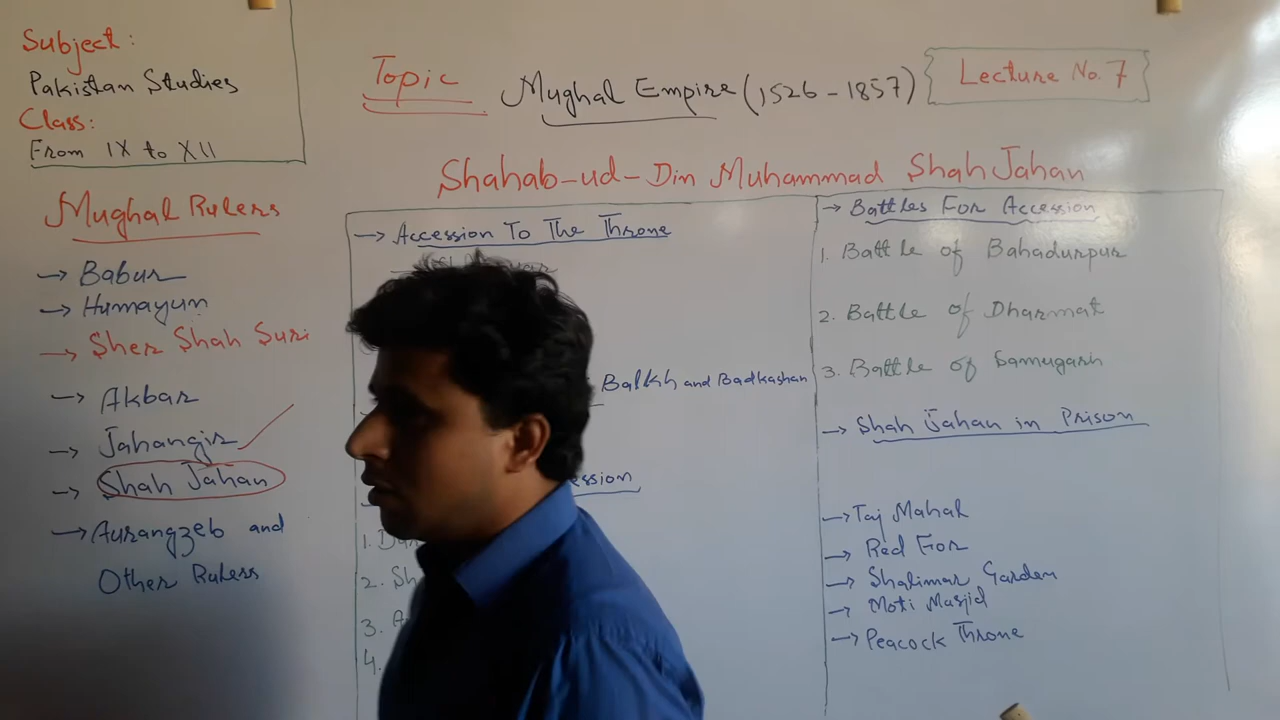 Subject:
Pakistan Studies
Class:
From IX to XII
Topic
Mughal Empire (1526 - 1857)
Lecture No. 7
Shahab-ud-Din Muhammad Shah Jahan
Mughal Rulers
→ Babur
→ Humayun
→ Sher Shah Suri
→ Akbar
→ Jahangir
→ Shah Jahan
→ Aurangzeb and
Other Rulers
→ Accession To The Throne
Balkh and Badkashan
1.
2. Sh
3.
4.
→ Battles For Accession
1. Battle of Bahadurpur
2. Battle of Dharmat
3. Battle of Samugarh
→ Shah Jahan in Prison
→ Taj Mahal
→ Red For
→ Shalimar Garden
→ Moti Masjid
→ Peacock Throne